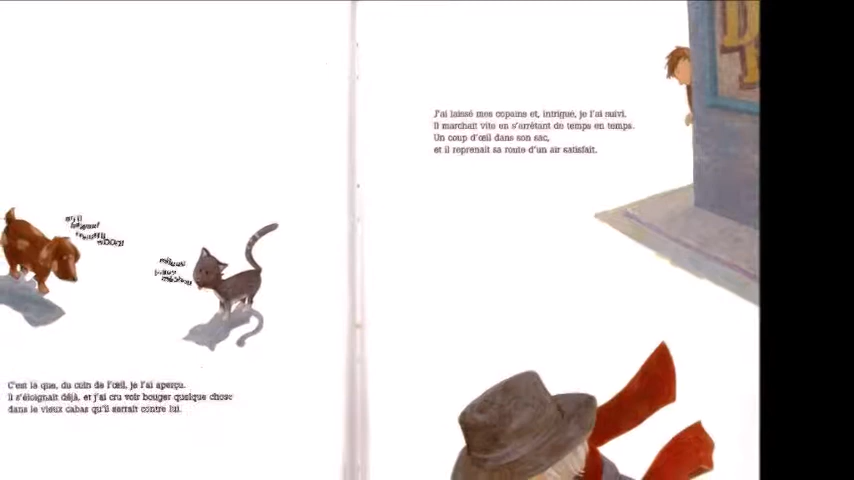 C'est là que, du coin de l'œil, je l'ai aperçu.
Il s'éloignait déjà, et j'ai cru voir bouger quelque chose
dans le vieux cabas qu'il serrait contre lui.
J'ai laissé mes copains et, intrigué, je l'ai suivi.
Il marchait vite en s'arrêtant de temps en temps.
Un coup d'œil dans son sac,
et il reprenait sa route d'un air satisfait.